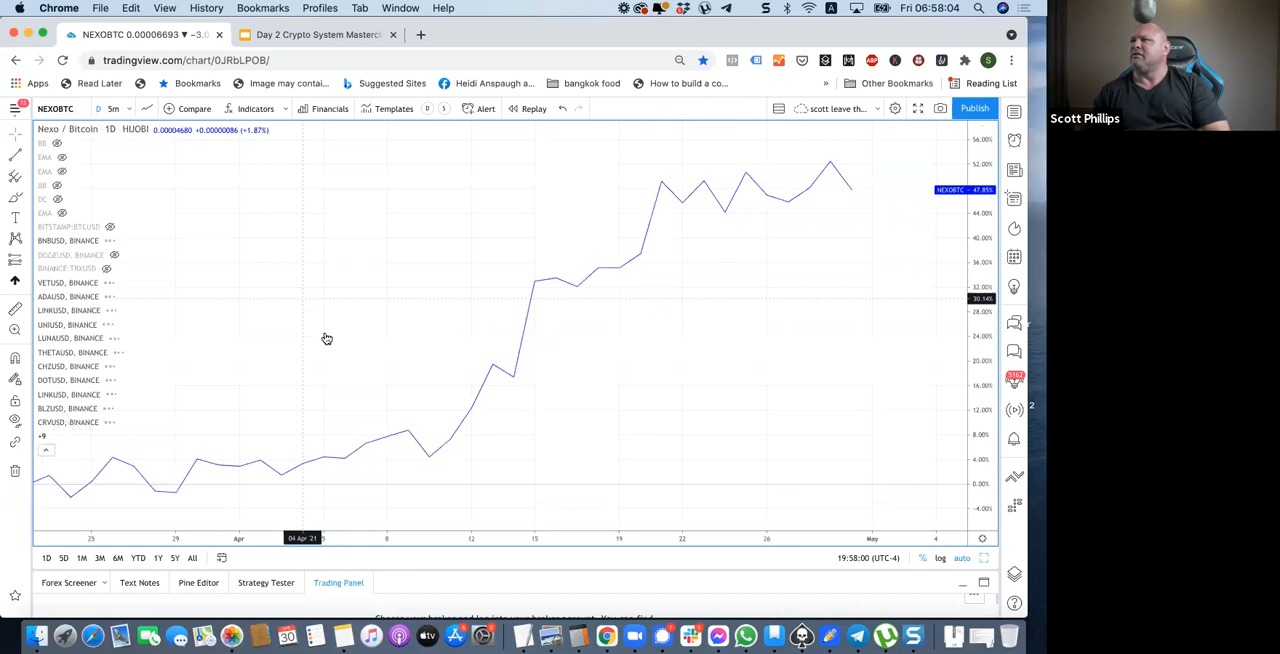 Chrome File Edit View History Bookmarks Profiles Tab Window Help Fri 06:58:04
NEXOBTC 0.00006693 ▼ −3.0 Day 2 Crypto System Mastercl
tradingview.com/chart/0JRbLPOB/
Apps Read Later Bookmarks Image may contai... Suggested Sites Heidi Anspaugh a... bangkok food How to build a co... » Other Bookmarks Reading List
NEXOBTC D 5m Compare Indicators Financials Templates D S Alert Replay scott leave th... Publish
Nexo / Bitcoin 1D HUOBI 0.00004680 +0.00000086 (+1.87%)
BB
EMA
EMA
BB
DC
EMA
BITSTAMP:BTCUSD
BNBUSD, BINANCE
DOGEUSD, BINANCE
BINANCE:TRXUSD
VETUSD, BINANCE
ADAUSD, BINANCE
LINKUSD, BINANCE
UNIUSD, BINANCE
LUNAUSD, BINANCE
THETAUSD, BINANCE
CHZUSD, BINANCE
DOTUSD, BINANCE
LINKUSD, BINANCE
BLZUSD, BINANCE
CRVUSD, BINANCE
+9
56.00%
52.00%
NEXOBTC 47.85%
44.00%
40.00%
36.00%
32.00%
30.14%
28.00%
24.00%
20.00%
16.00%
12.00%
8.00%
4.00%
0.00%
-4.00%
25 29 Apr 04 Apr '21 5 8 12 15 19 22 26 May 4
1D 5D 1M 3M 6M YTD 1Y 5Y All 19:58:00 (UTC-4) % log auto
Forex Screener Text Notes Pine Editor Strategy Tester Trading Panel
Scott Phillips
5162
2